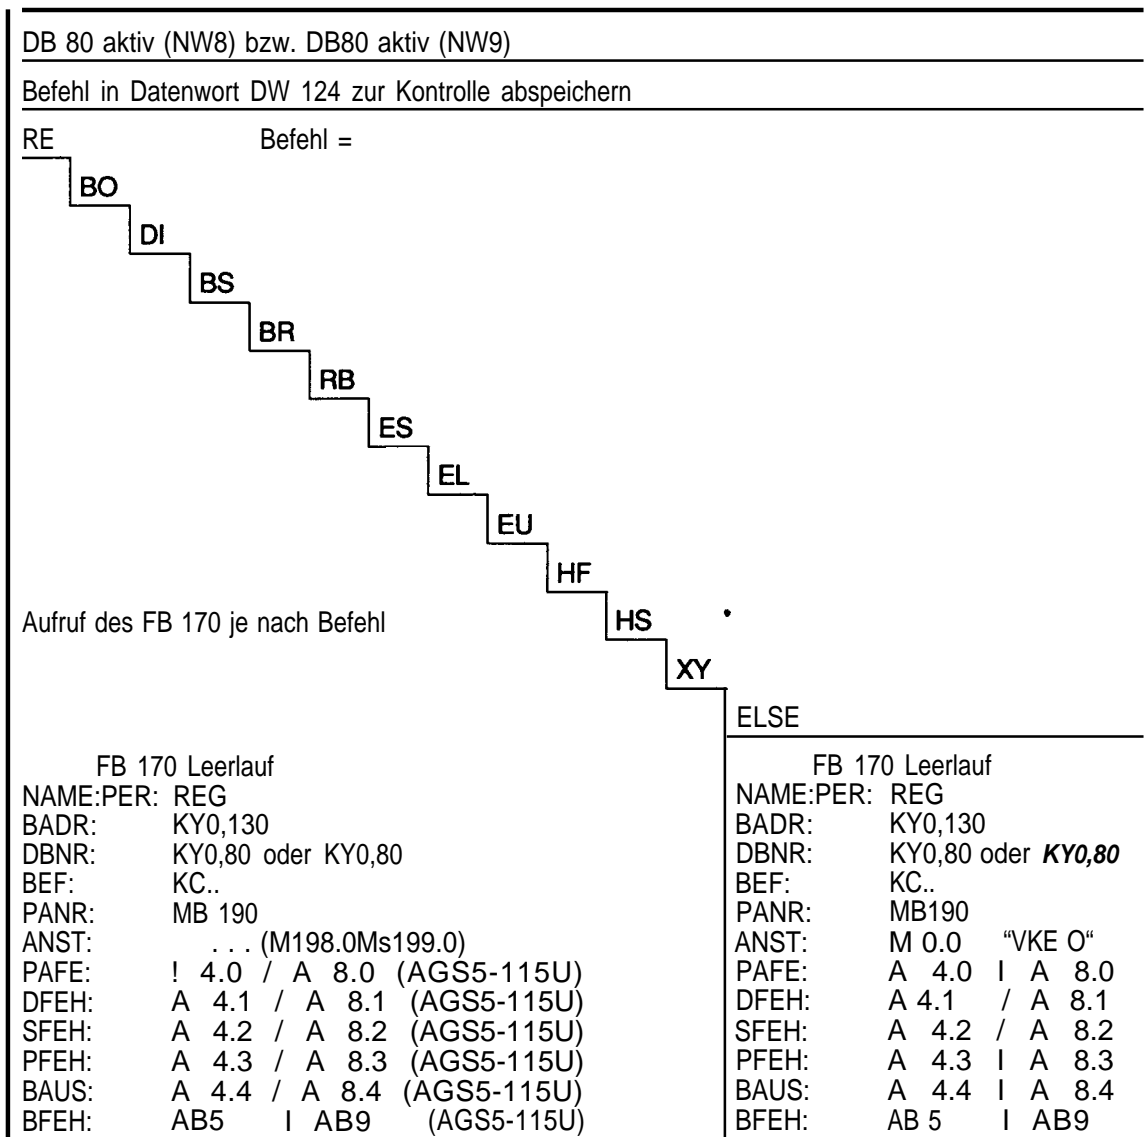 DB 80 aktiv (NW8) bzw. DB80 aktiv (NW9)
Befehl in Datenwort DW 124 zur Kontrolle abspeichern
RE Befehl =
BO
DI
BS
BR
RB
ES
EL
EU
HF
Aufruf des FB 170 je nach Befehl HS
XY
ELSE
FB 170 Leerlauf
NAME:PER: REG
BADR: KY0,130
DBNR: KY0,80 oder KY0,80
BEF: KC..
PANR: MB 190
ANST: . . . (M198.0Ms199.0)
PAFE: ! 4.0 / A 8.0 (AGS5-115U)
DFEH: A 4.1 / A 8.1 (AGS5-115U)
SFEH: A 4.2 / A 8.2 (AGS5-115U)
PFEH: A 4.3 / A 8.3 (AGS5-115U)
BAUS: A 4.4 / A 8.4 (AGS5-115U)
BFEH: AB5 I AB9 (AGS5-115U)
FB 170 Leerlauf
NAME:PER: REG
BADR: KY0,130
DBNR: KY0,80 oder KY0,80
BEF: KC..
PANR: MB190
ANST: M 0.0 “VKE O“
PAFE: A 4.0 I A 8.0
DFEH: A 4.1 / A 8.1
SFEH: A 4.2 / A 8.2
PFEH: A 4.3 I A 8.3
BAUS: A 4.4 I A 8.4
BFEH: AB 5 I AB9